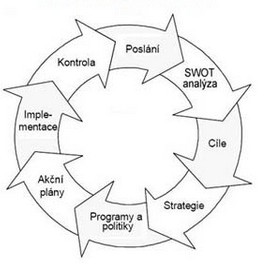 Poslání
SWOT
analýza
Cíle
Strategie
Programy a
politiky
Akční
plány
Imple-
mentace
Kontrola